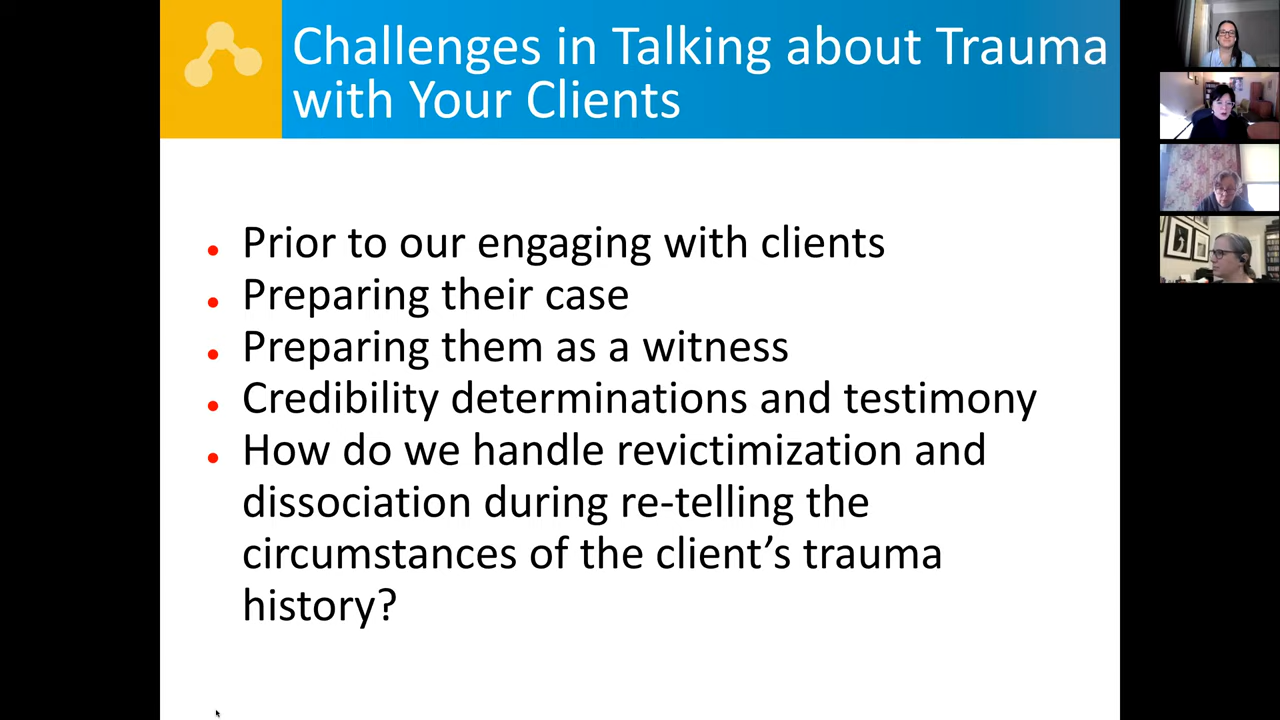 Challenges in Talking about Trauma
with Your Clients
Prior to our engaging with clients
Preparing their case
Preparing them as a witness
Credibility determinations and testimony
How do we handle revictimization and
dissociation during re-telling the
circumstances of the client’s trauma
history?